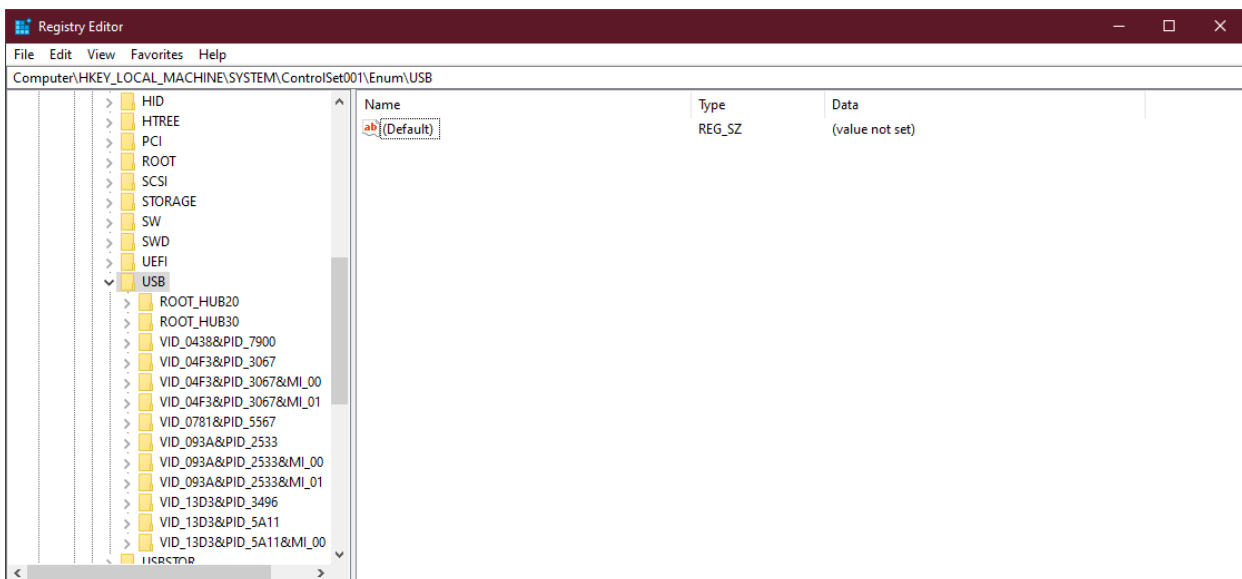 Registry Editor
File Edit View Favorites Help
Computer\HKEY_LOCAL_MACHINE\SYSTEM\ControlSet001\Enum\USB
HID
HTREE
PCI
ROOT
SCSI
STORAGE
SW
SWD
UEFI
USB
ROOT_HUB20
ROOT_HUB30
VID_0438&PID_7900
VID_04F3&PID_3067
VID_04F3&PID_3067&MI_00
VID_04F3&PID_3067&MI_01
VID_0781&PID_5567
VID_093A&PID_2533
VID_093A&PID_2533&MI_00
VID_093A&PID_2533&MI_01
VID_13D3&PID_3496
VID_13D3&PID_5A11
VID_13D3&PID_5A11&MI_00
USBSTOR
Name Type Data
ab (Default) REG_SZ (value not set)